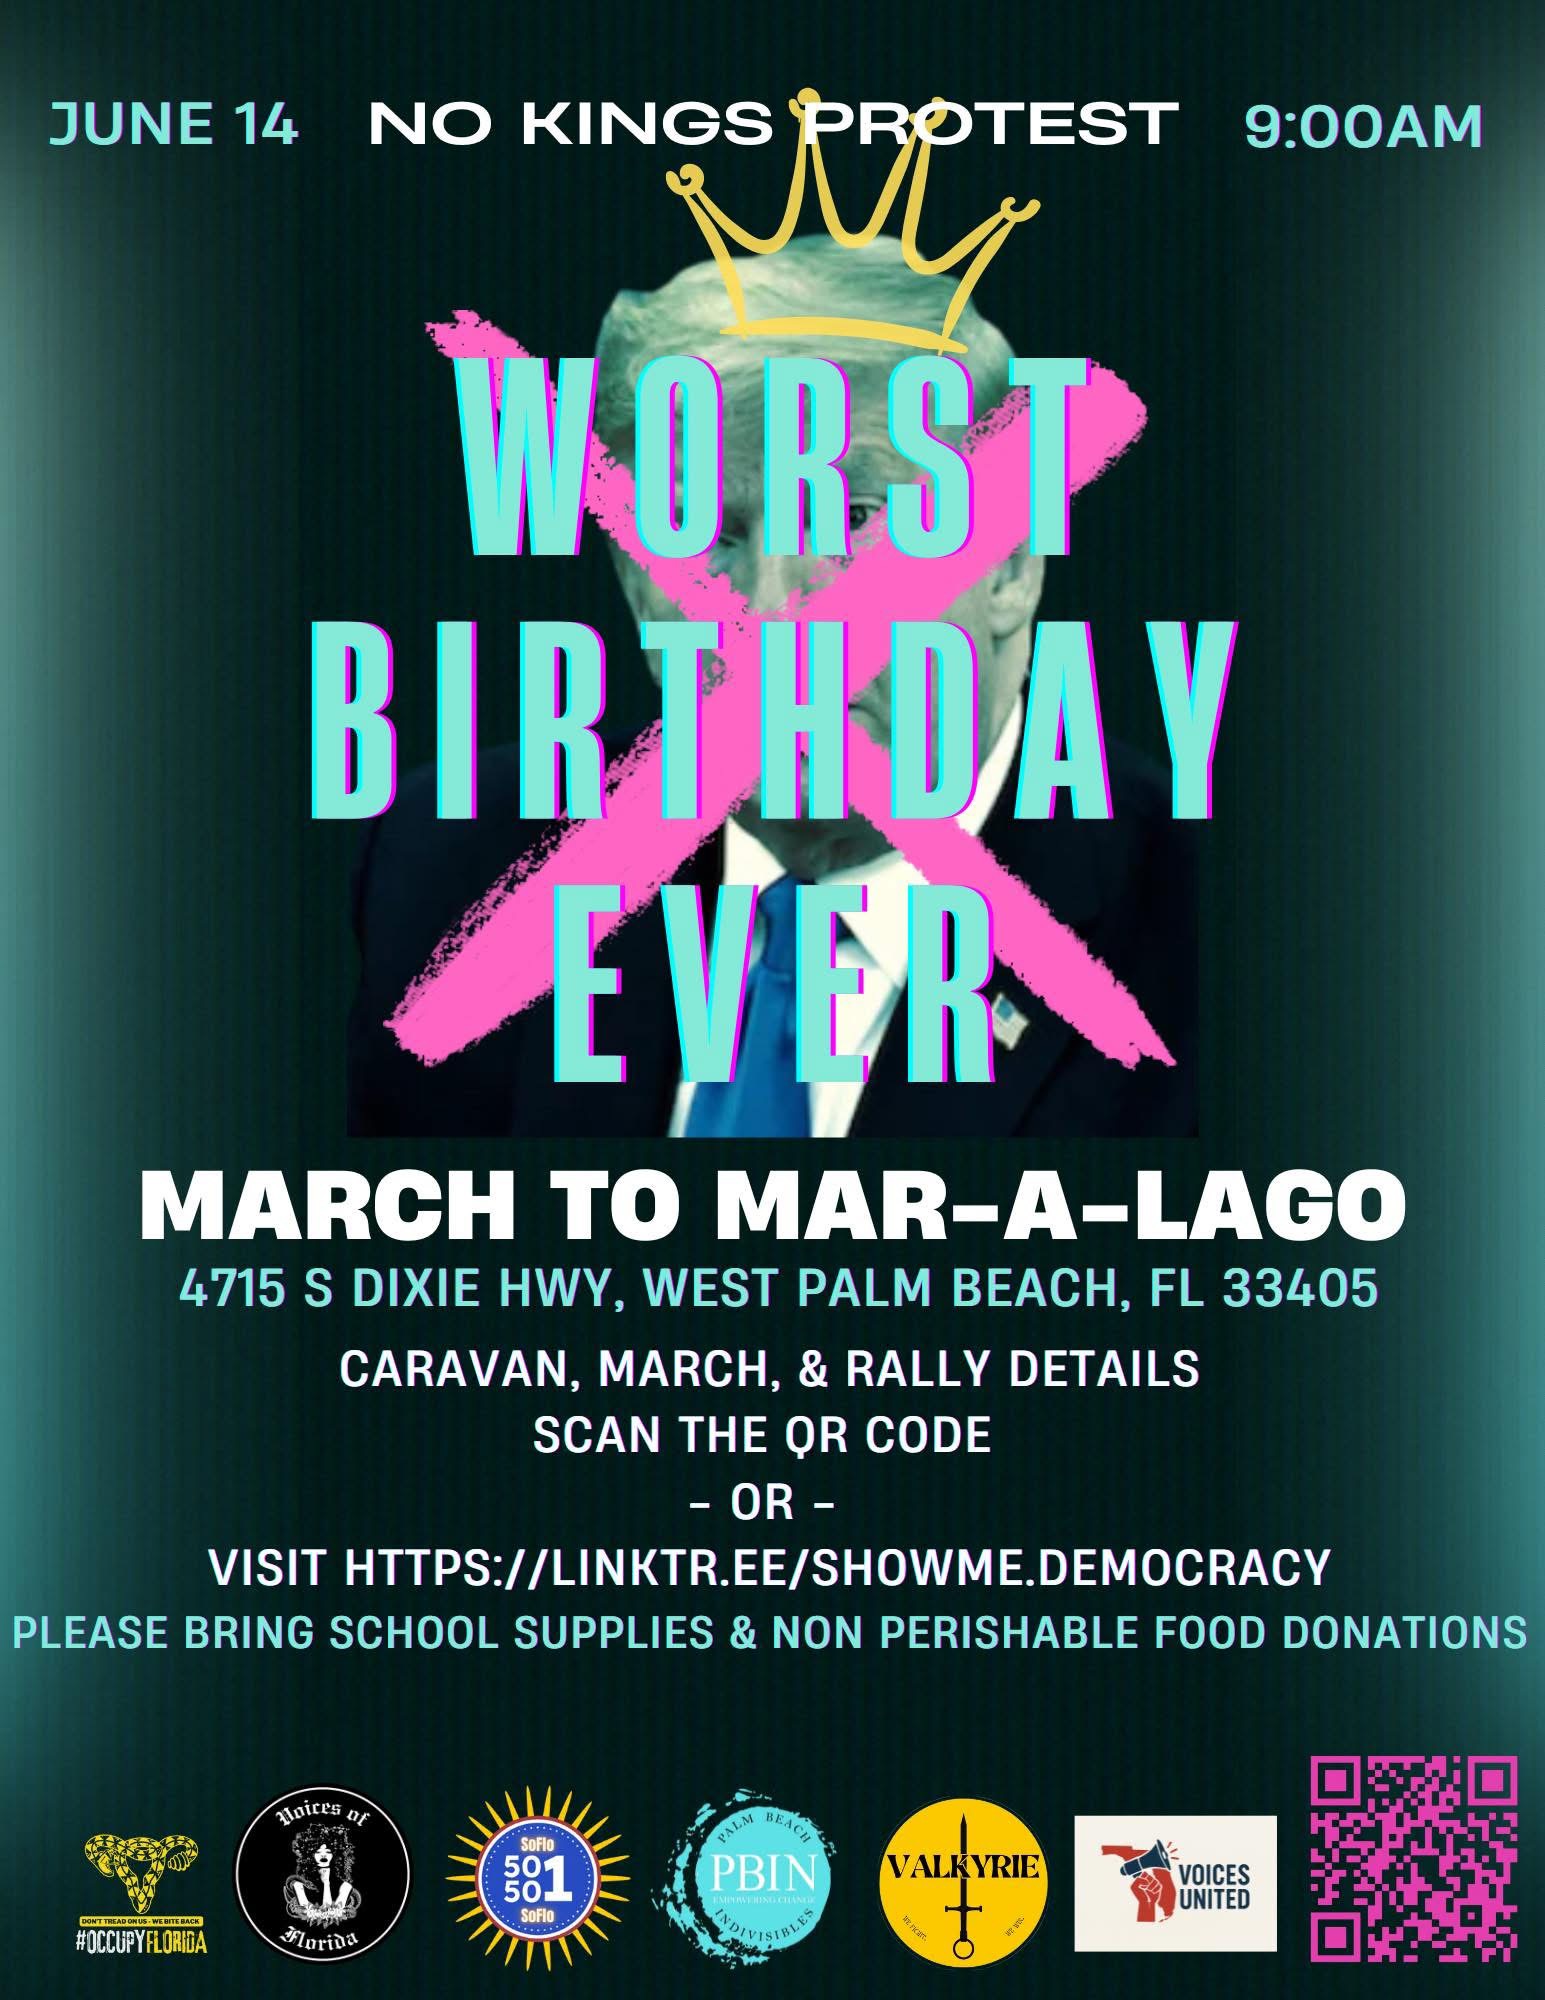 JUNE 14 NO KINGS PROTEST 9:00AM
WORST
BIRTHDAY
EVER
MARCH TO MAR-A-LAGO
4715 S DIXIE HWY, WEST PALM BEACH, FL 33405
CARAVAN, MARCH, & RALLY DETAILS
SCAN THE QR CODE
- OR -
VISIT HTTPS://LINKTR.EE/SHOWME.DEMOCRACY
PLEASE BRING SCHOOL SUPPLIES & NON PERISHABLE FOOD DONATIONS
DON'T TREAD ON US - WE BITE BACK
#OCCUPYFLORIDA
Voices of
Florida
SoFlo
50
50
1
SoFlo
PALM BEACH
PBIN
EMPOWERING CHANGE
INDIVISIBLES
VALKYRIE
WE FIGHT. WE WIN.
VOICES
UNITED